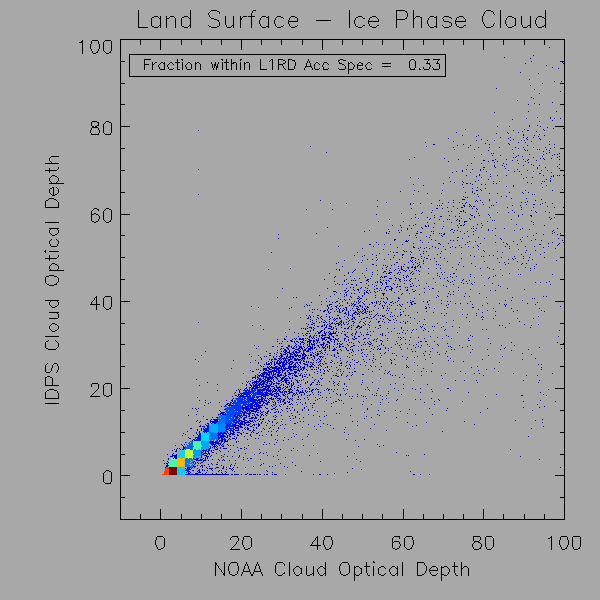 Land Surface - Ice Phase Cloud
Fraction within L1RD Acc Spec = 0.33
100
80
60
40
20
0
IDPS Cloud Optical Depth
0 20 40 60 80 100
NOAA Cloud Optical Depth